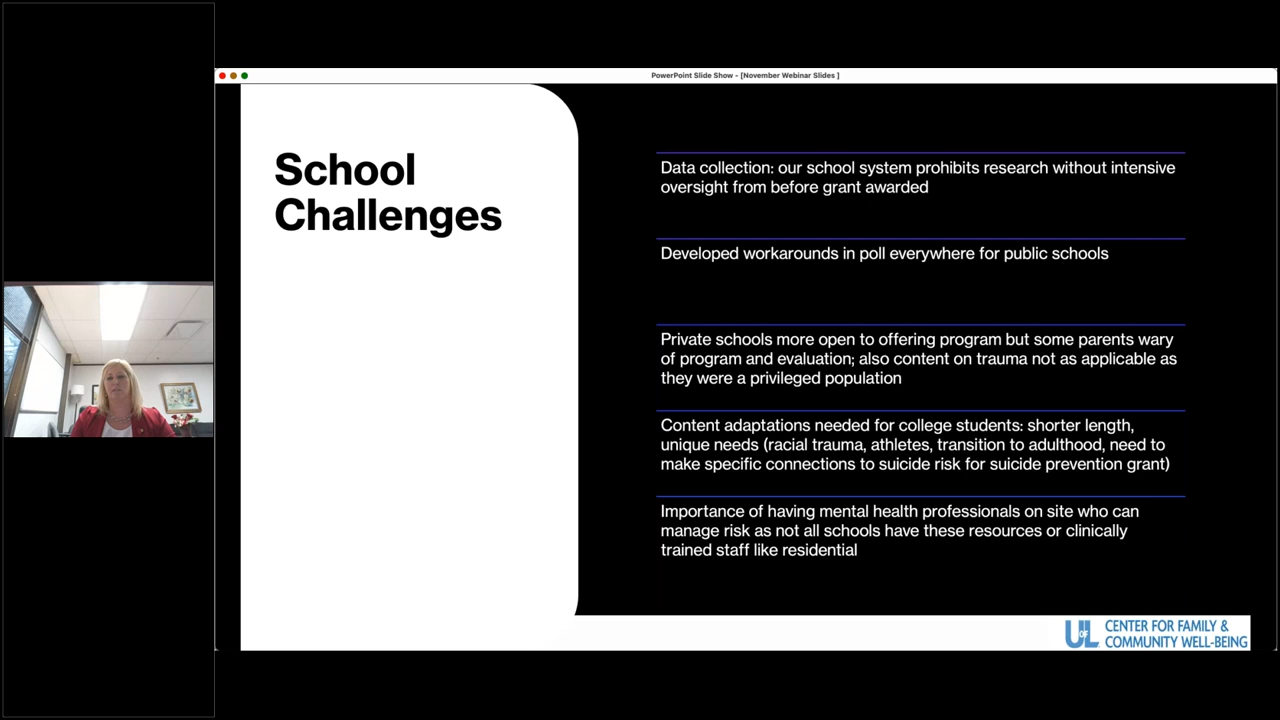 PowerPoint Slide Show - [November Webinar Slides ]
School
Challenges
Data collection: our school system prohibits research without intensive
oversight from before grant awarded
Developed workarounds in poll everywhere for public schools
Private schools more open to offering program but some parents wary
of program and evaluation; also content on trauma not as applicable as
they were a privileged population
Content adaptations needed for college students: shorter length,
unique needs (racial trauma, athletes, transition to adulthood, need to
make specific connections to suicide risk for suicide prevention grant)
Importance of having mental health professionals on site who can
manage risk as not all schools have these resources or clinically
trained staff like residential
UofL CENTER FOR FAMILY &
COMMUNITY WELL-BEING